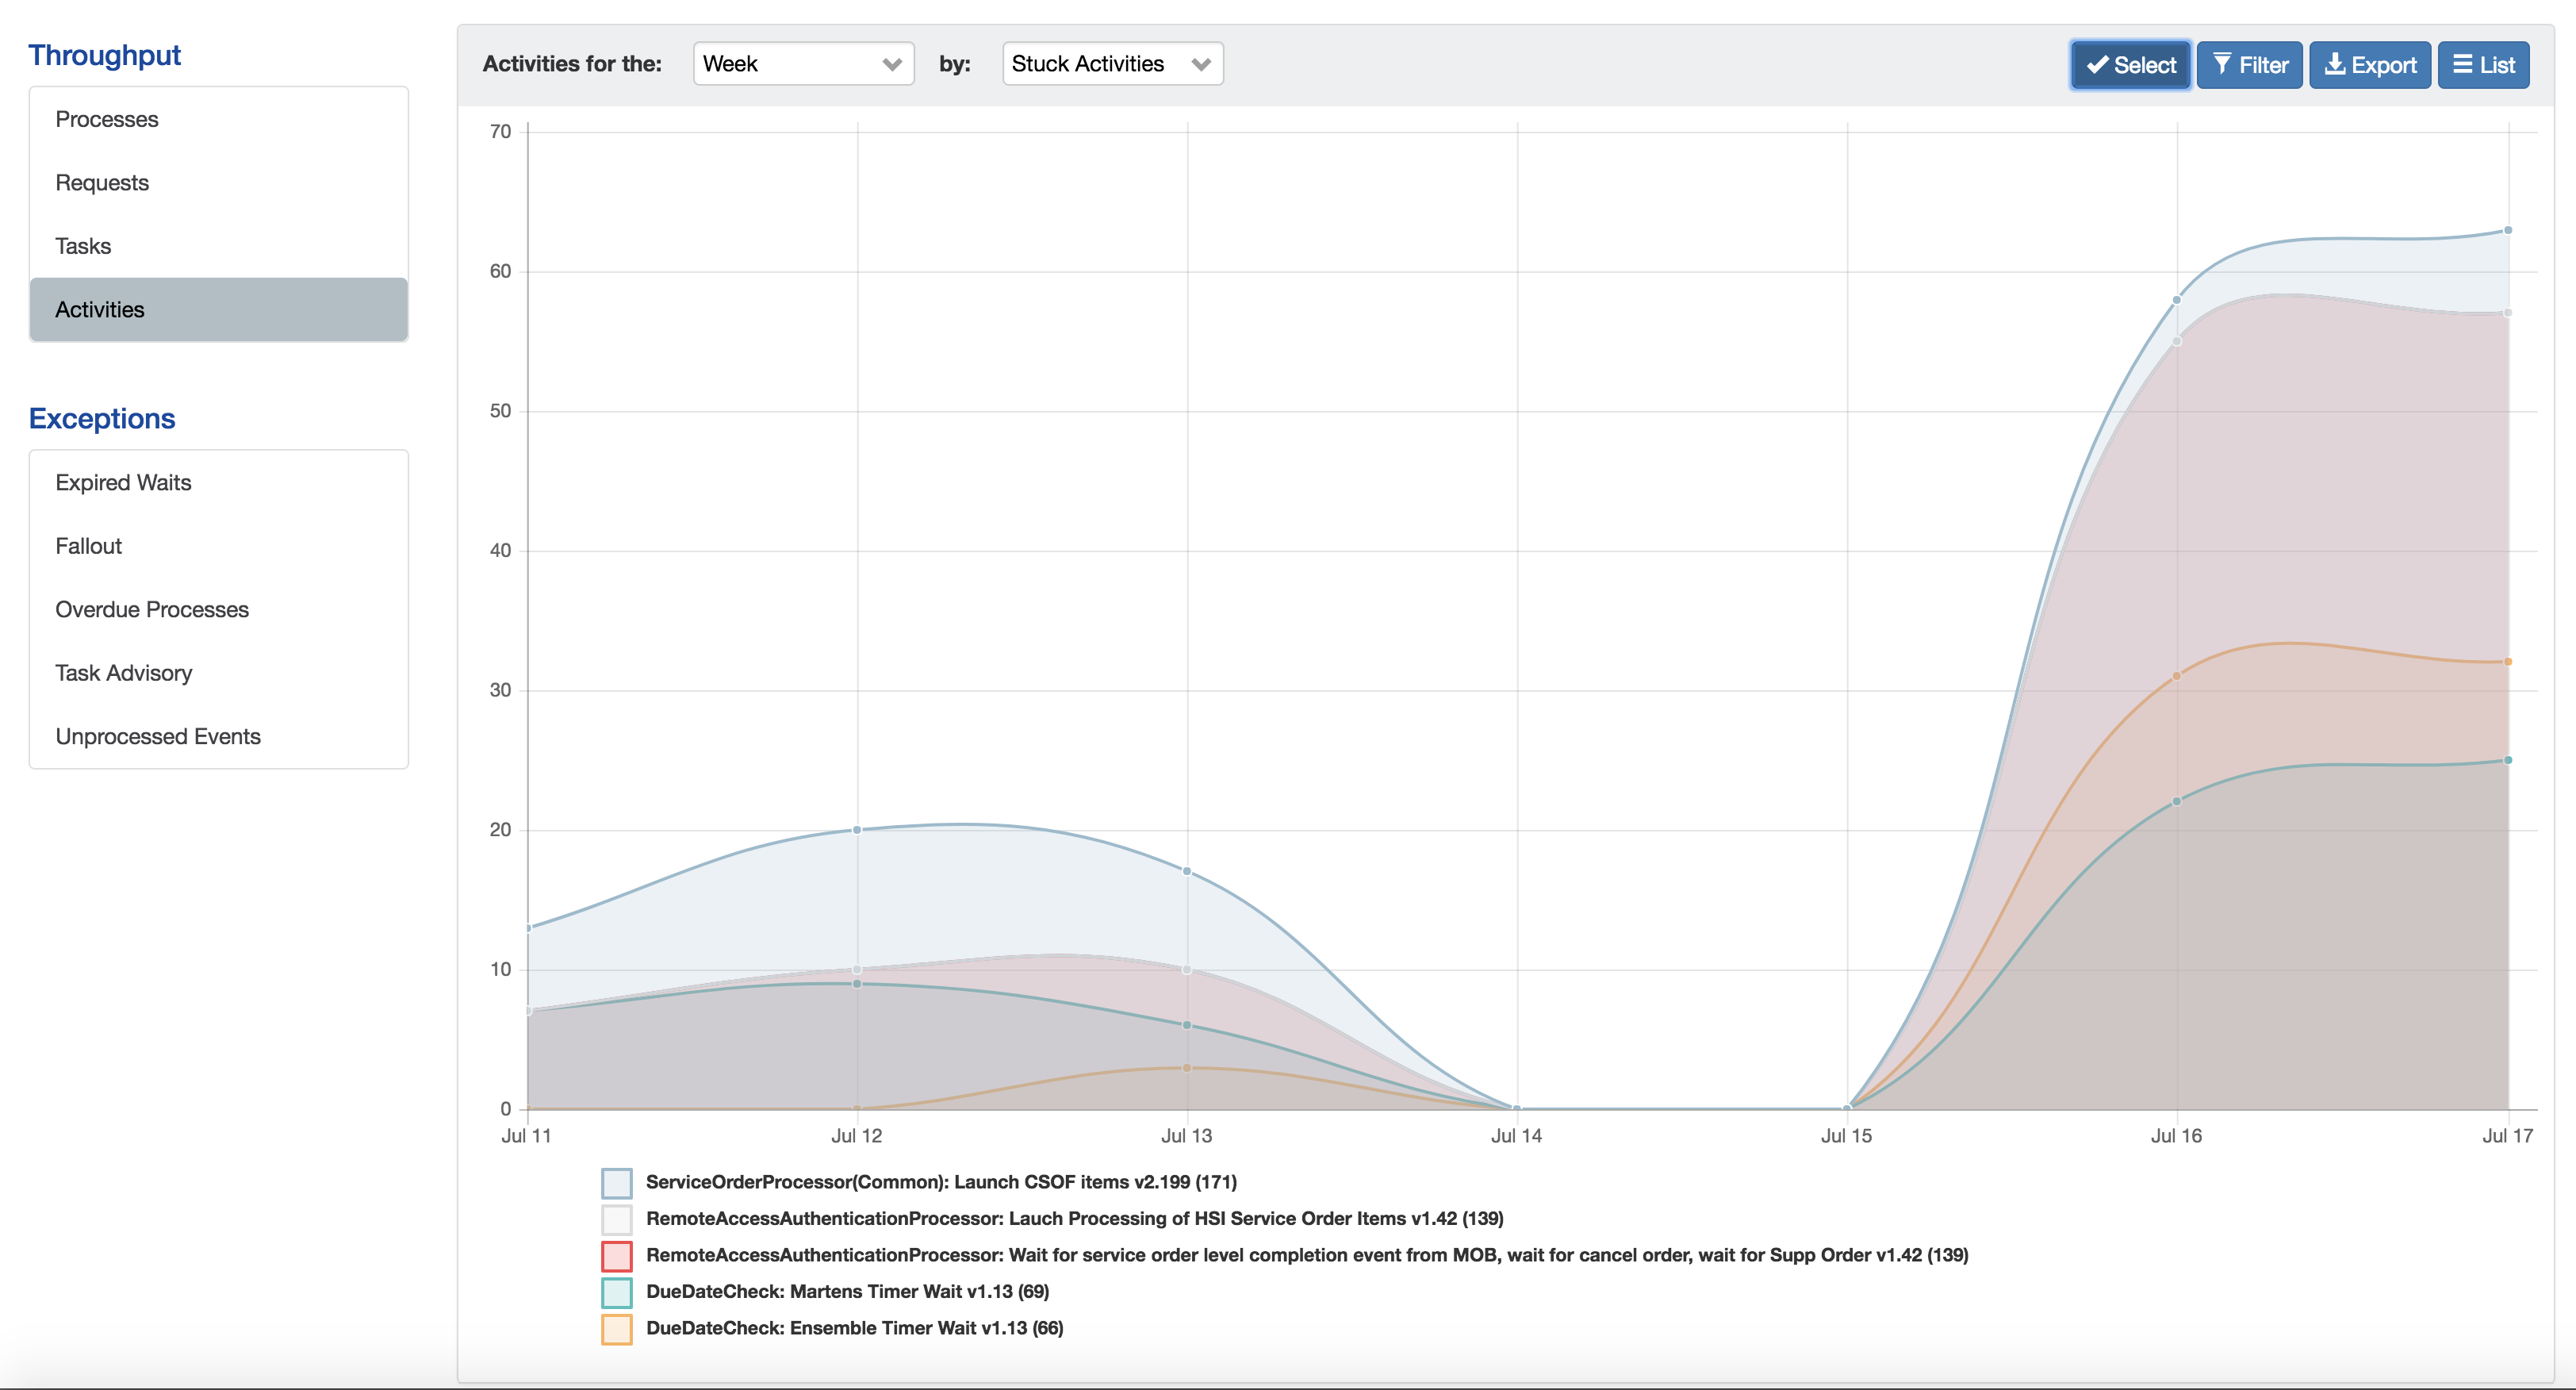 Throughput
Processes
Requests
Tasks
Activities
Exceptions
Expired Waits
Fallout
Overdue Processes
Task Advisory
Unprocessed Events
Activities for the: Week by: Stuck Activities Select Filter Export List
70
60
50
40
30
20
10
0
Jul 11 Jul 12 Jul 13 Jul 14 Jul 15 Jul 16 Jul 17
ServiceOrderProcessor(Common): Launch CSOF items v2.199 (171)
RemoteAccessAuthenticationProcessor: Lauch Processing of HSI Service Order Items v1.42 (139)
RemoteAccessAuthenticationProcessor: Wait for service order level completion event from MOB, wait for cancel order, wait for Supp Order v1.42 (139)
DueDateCheck: Martens Timer Wait v1.13 (69)
DueDateCheck: Ensemble Timer Wait v1.13 (66)